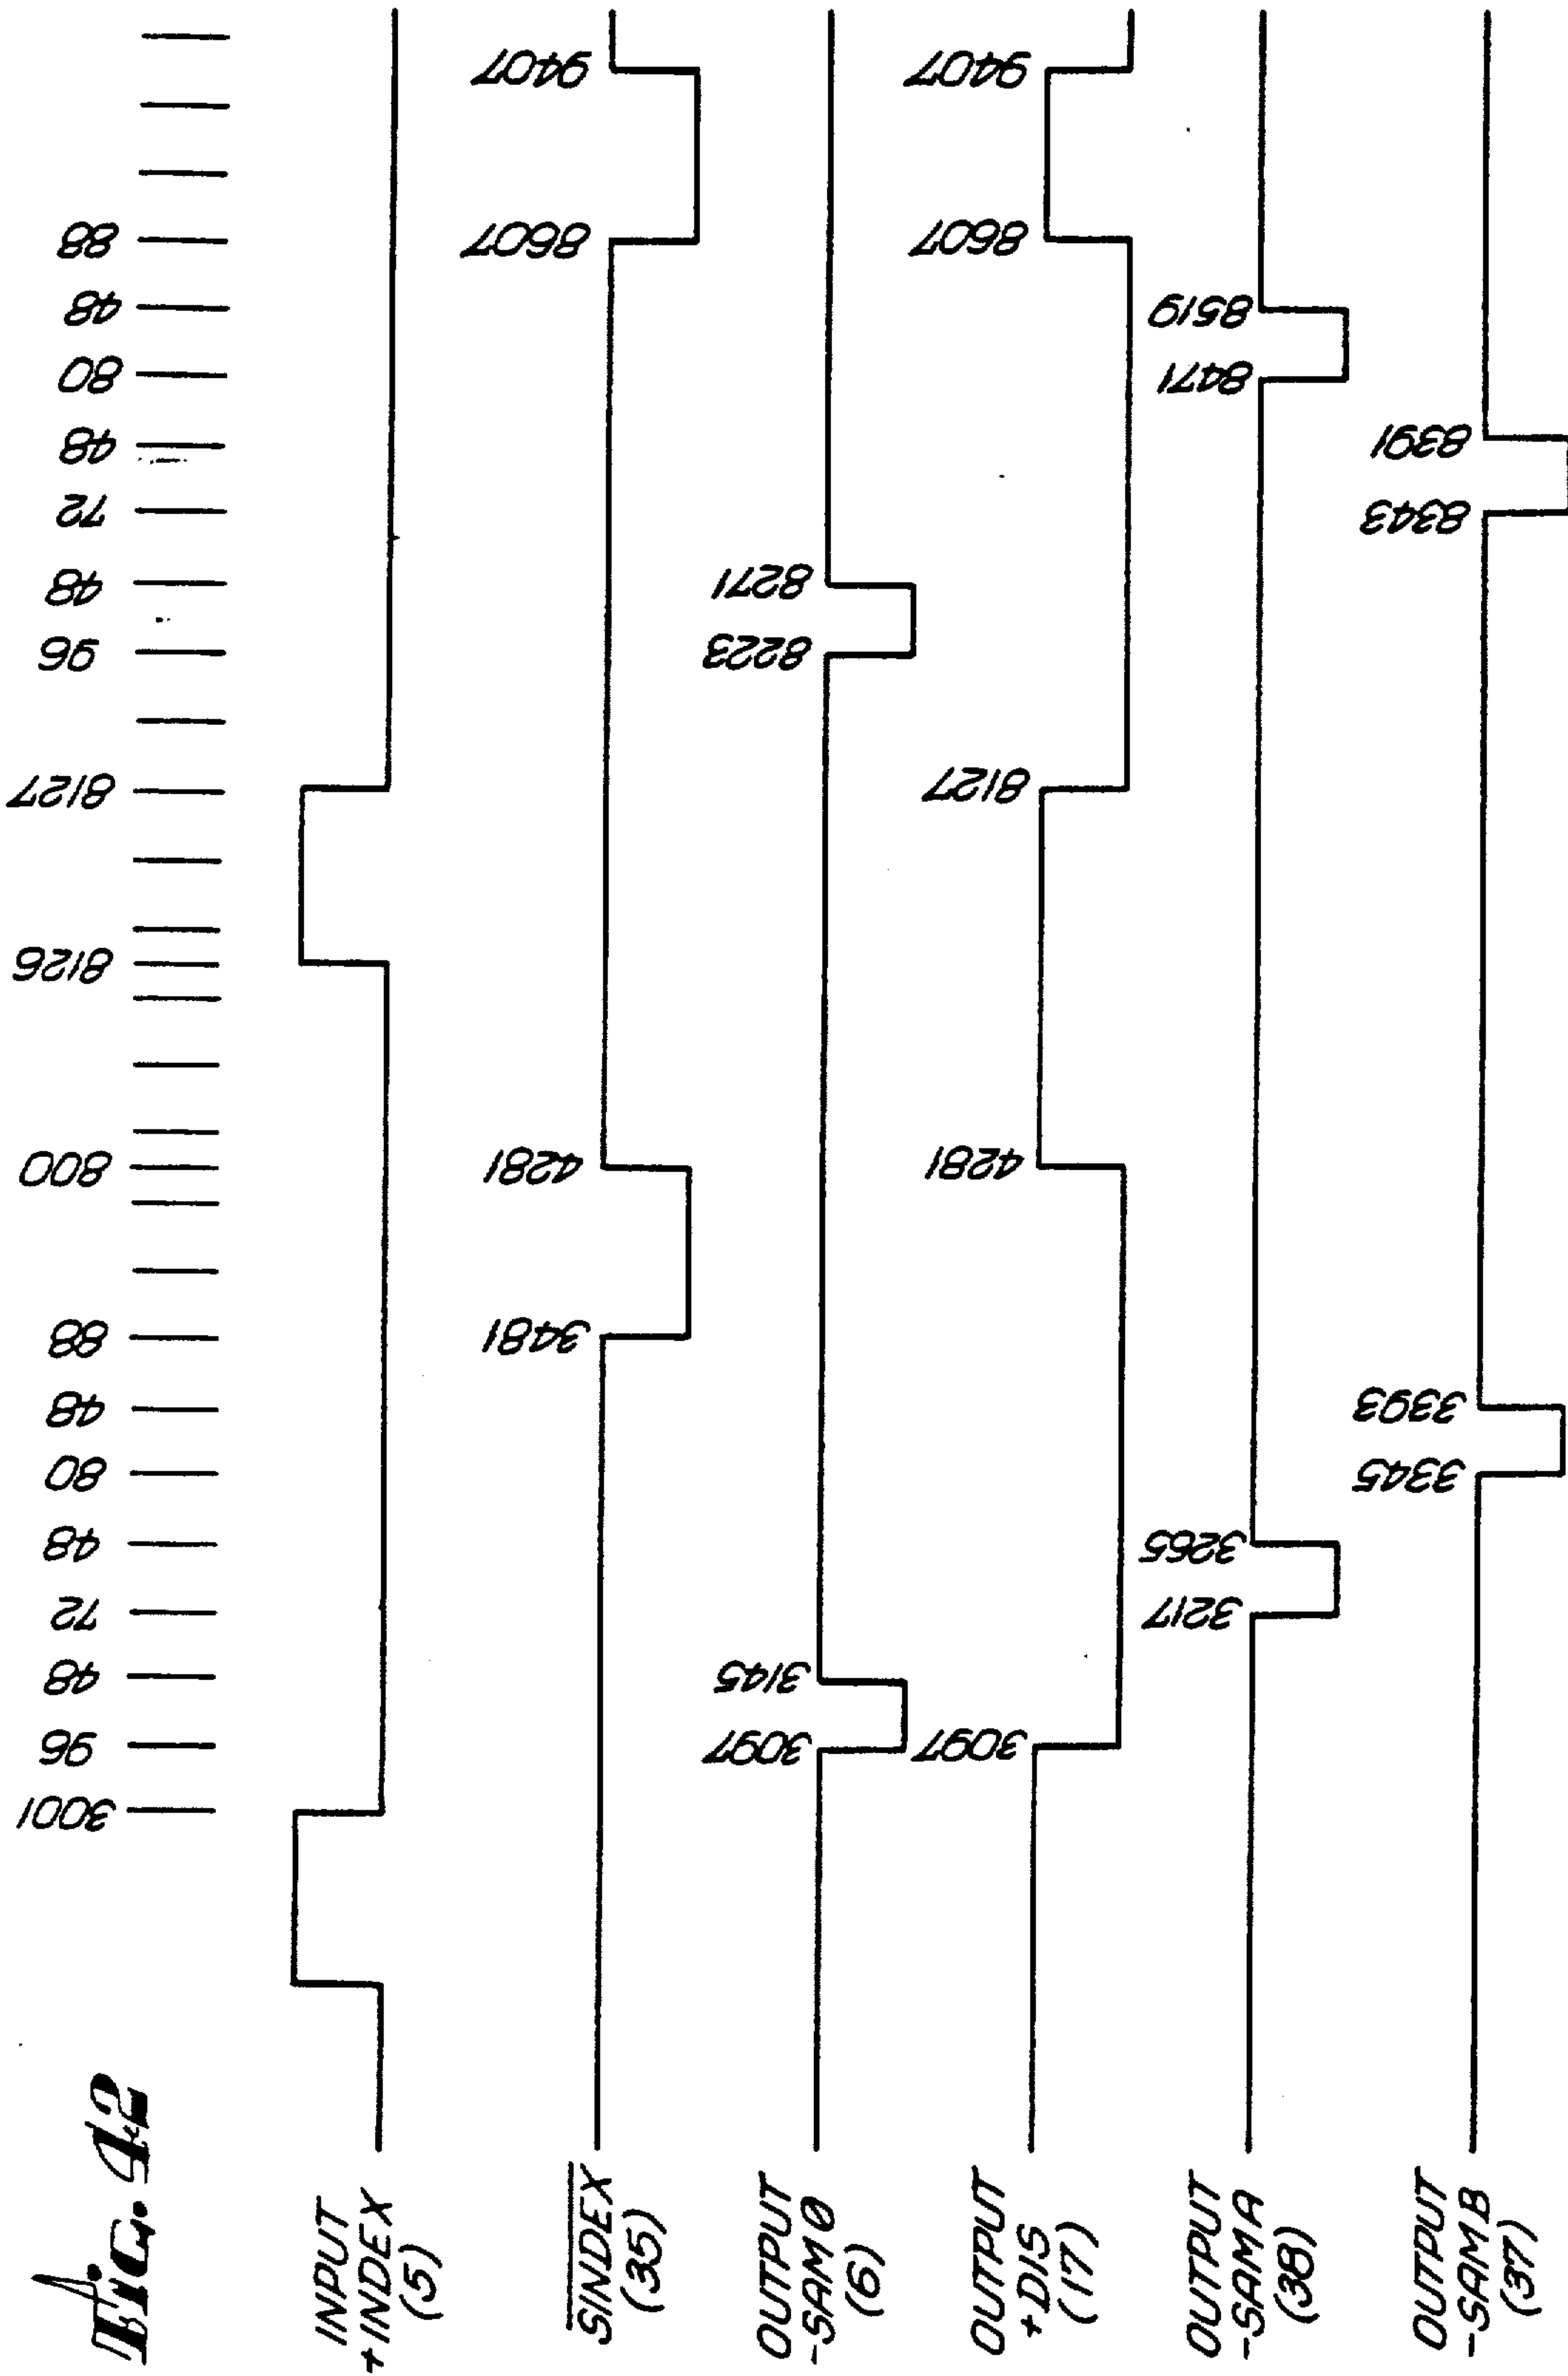 Fig. 42
3001 96 48 72 48 80 48 88 800 8126 8127 96 48 72 48 80 48 88
INPUT
+INDEX
(5)
SINDEX
(35)
3481 4281 8607 9407
OUTPUT
-SAM0
(6)
3097 3145 8223 8271
OUTPUT
+DIS
(17)
3097 4281 8127 8607 9407
OUTPUT
-SAMA
(38)
3217 3265 8471 8519
OUTPUT
-SAMB
(37)
3345 3393 8343 8391